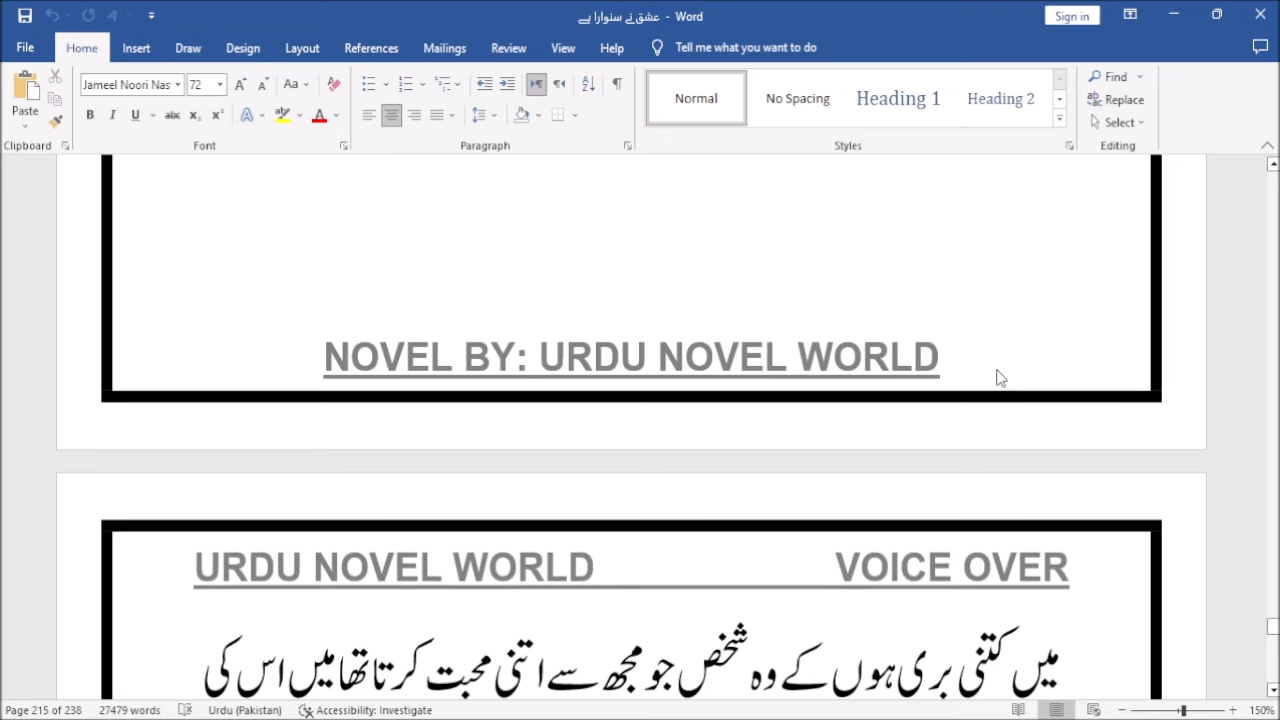 عشق نے سنوارا ہے - Word
Sign in
File Home Insert Draw Design Layout References Mailings Review View Help Tell me what you want to do
Paste
Clipboard
Jameel Noori Nas 72
Font
Paragraph
Normal No Spacing Heading 1 Heading 2
Styles
Find
Replace
Select
Editing
NOVEL BY: URDU NOVEL WORLD
URDU NOVEL WORLD VOICE OVER
میں کتنی بری ہوں کے وہ شخص جو مجھ سے اتنی محبت کرتا تھا میں اس کی
Page 215 of 238 27479 words Urdu (Pakistan) Accessibility: Investigate 150%